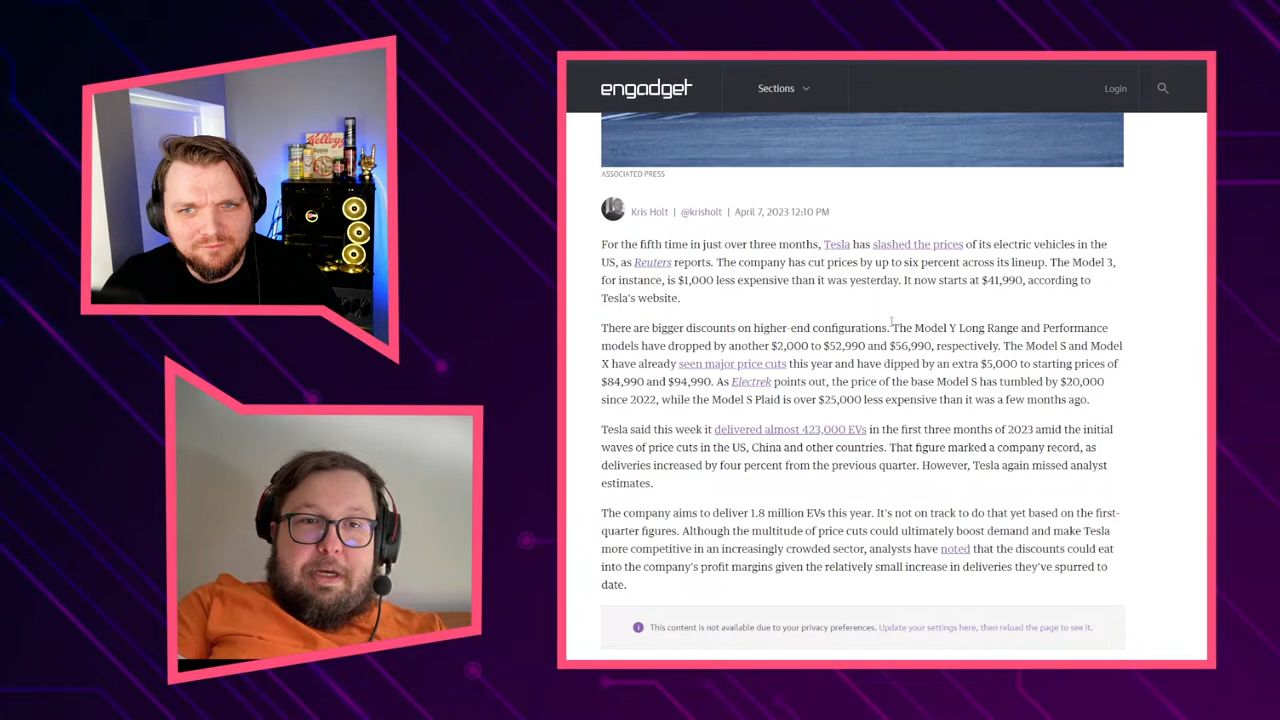 Kellogg's
engadget
Sections
Login
ASSOCIATED PRESS
Kris Holt | @krisholt | April 7, 2023 12:10 PM
For the fifth time in just over three months, Tesla has slashed the prices of its electric vehicles in the
US, as Reuters reports. The company has cut prices by up to six percent across its lineup. The Model 3,
for instance, is $1,000 less expensive than it was yesterday. It now starts at $41,990, according to
Tesla's website.
There are bigger discounts on higher-end configurations. The Model Y Long Range and Performance
models have dropped by another $2,000 to $52,990 and $56,990, respectively. The Model S and Model
X have already seen major price cuts this year and have dipped by an extra $5,000 to starting prices of
$84,990 and $94,990. As Electrek points out, the price of the base Model S has tumbled by $20,000
since 2022, while the Model S Plaid is over $25,000 less expensive than it was a few months ago.
Tesla said this week it delivered almost 423,000 EVs in the first three months of 2023 amid the initial
waves of price cuts in the US, China and other countries. That figure marked a company record, as
deliveries increased by four percent from the previous quarter. However, Tesla again missed analyst
estimates.
The company aims to deliver 1.8 million EVs this year. It's not on track to do that yet based on the first-
quarter figures. Although the multitude of price cuts could ultimately boost demand and make Tesla
more competitive in an increasingly crowded sector, analysts have noted that the discounts could eat
into the company's profit margins given the relatively small increase in deliveries they've spurred to
date.
This content is not available due to your privacy preferences. Update your settings here, then reload the page to see it.